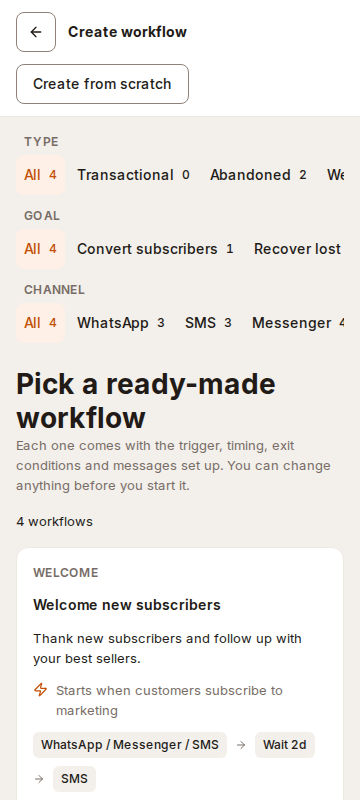 Create workflow
Create from scratch
TYPE
All 4 Transactional 0 Abandoned 2
GOAL
All 4 Convert subscribers 1 Recover lost
CHANNEL
All 4 WhatsApp 3 SMS 3 Messenger 4
Pick a ready-made
workflow
Each one comes with the trigger, timing, exit
conditions and messages set up. You can change
anything before you start it.
4 workflows
WELCOME
Welcome new subscribers
Thank new subscribers and follow up with
your best sellers.
Starts when customers subscribe to
marketing
WhatsApp / Messenger / SMS → Wait 2d
→ SMS